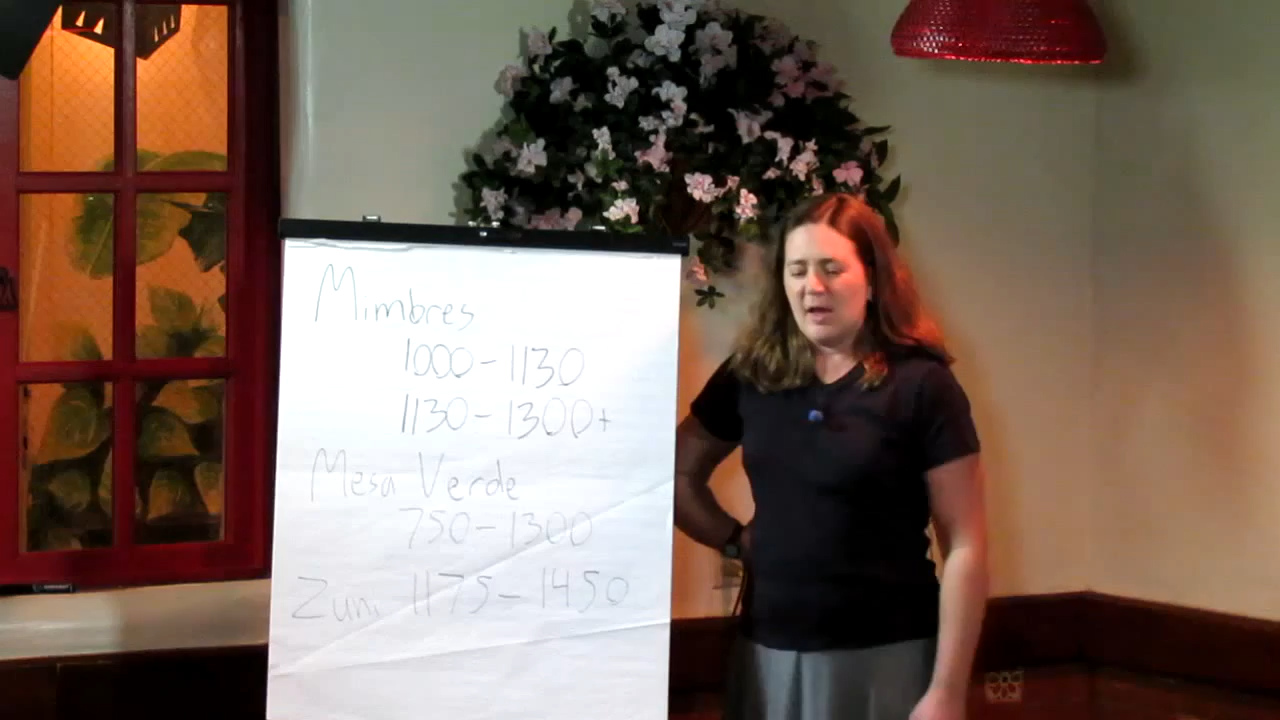 Mimbres
1000-1130
1130-1300+
Mesa Verde
750-1300
Zuni 1175-1450